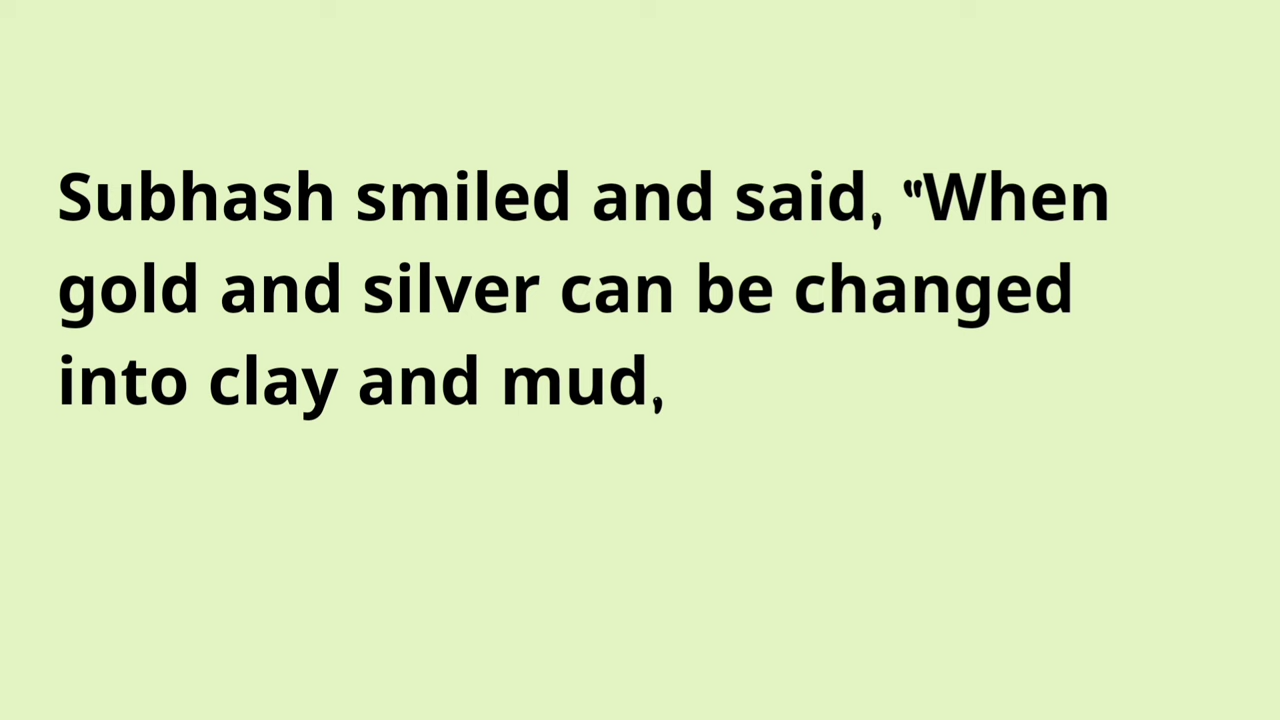 Subhash smiled and said, “When
gold and silver can be changed
into clay and mud,